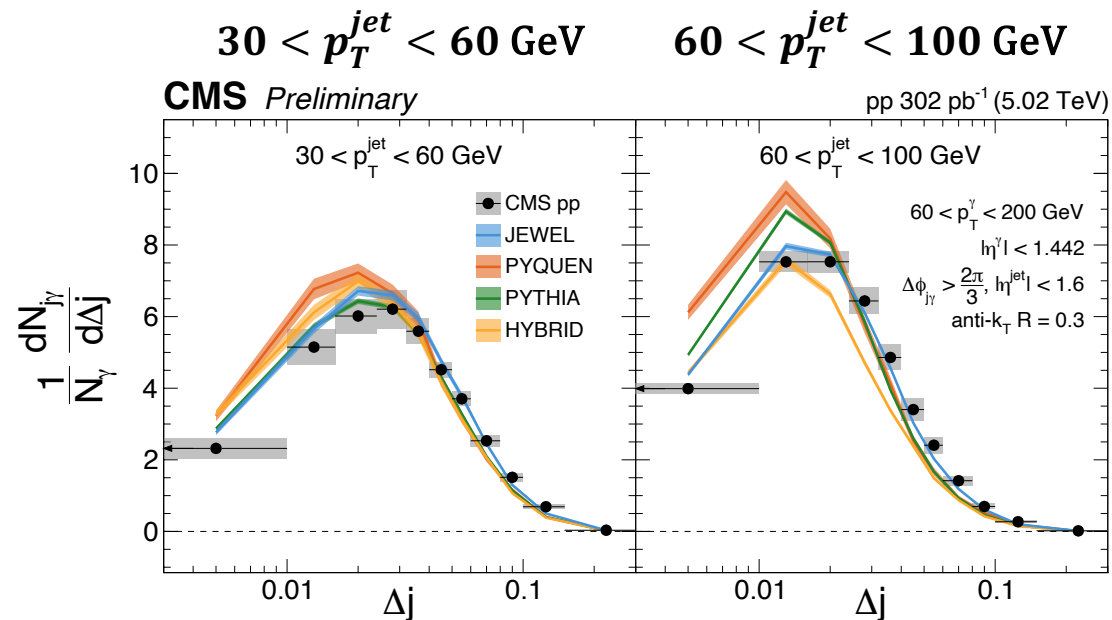 30 < p_T^jet < 60 GeV
60 < p_T^jet < 100 GeV
CMS Preliminary
pp 302 pb⁻¹ (5.02 TeV)
1/N_γ dN_jγ/dΔj
10
8
6
4
2
0
30 < p_T^jet < 60 GeV
CMS pp
JEWEL
PYQUEN
PYTHIA
HYBRID
60 < p_T^jet < 100 GeV
60 < p_T^γ < 200 GeV
|η^γ| < 1.442
Δϕ_jγ > 2π/3, |η^jet| < 1.6
anti-k_T R = 0.3
0.01
0.1
0.01
0.1
Δj
Δj